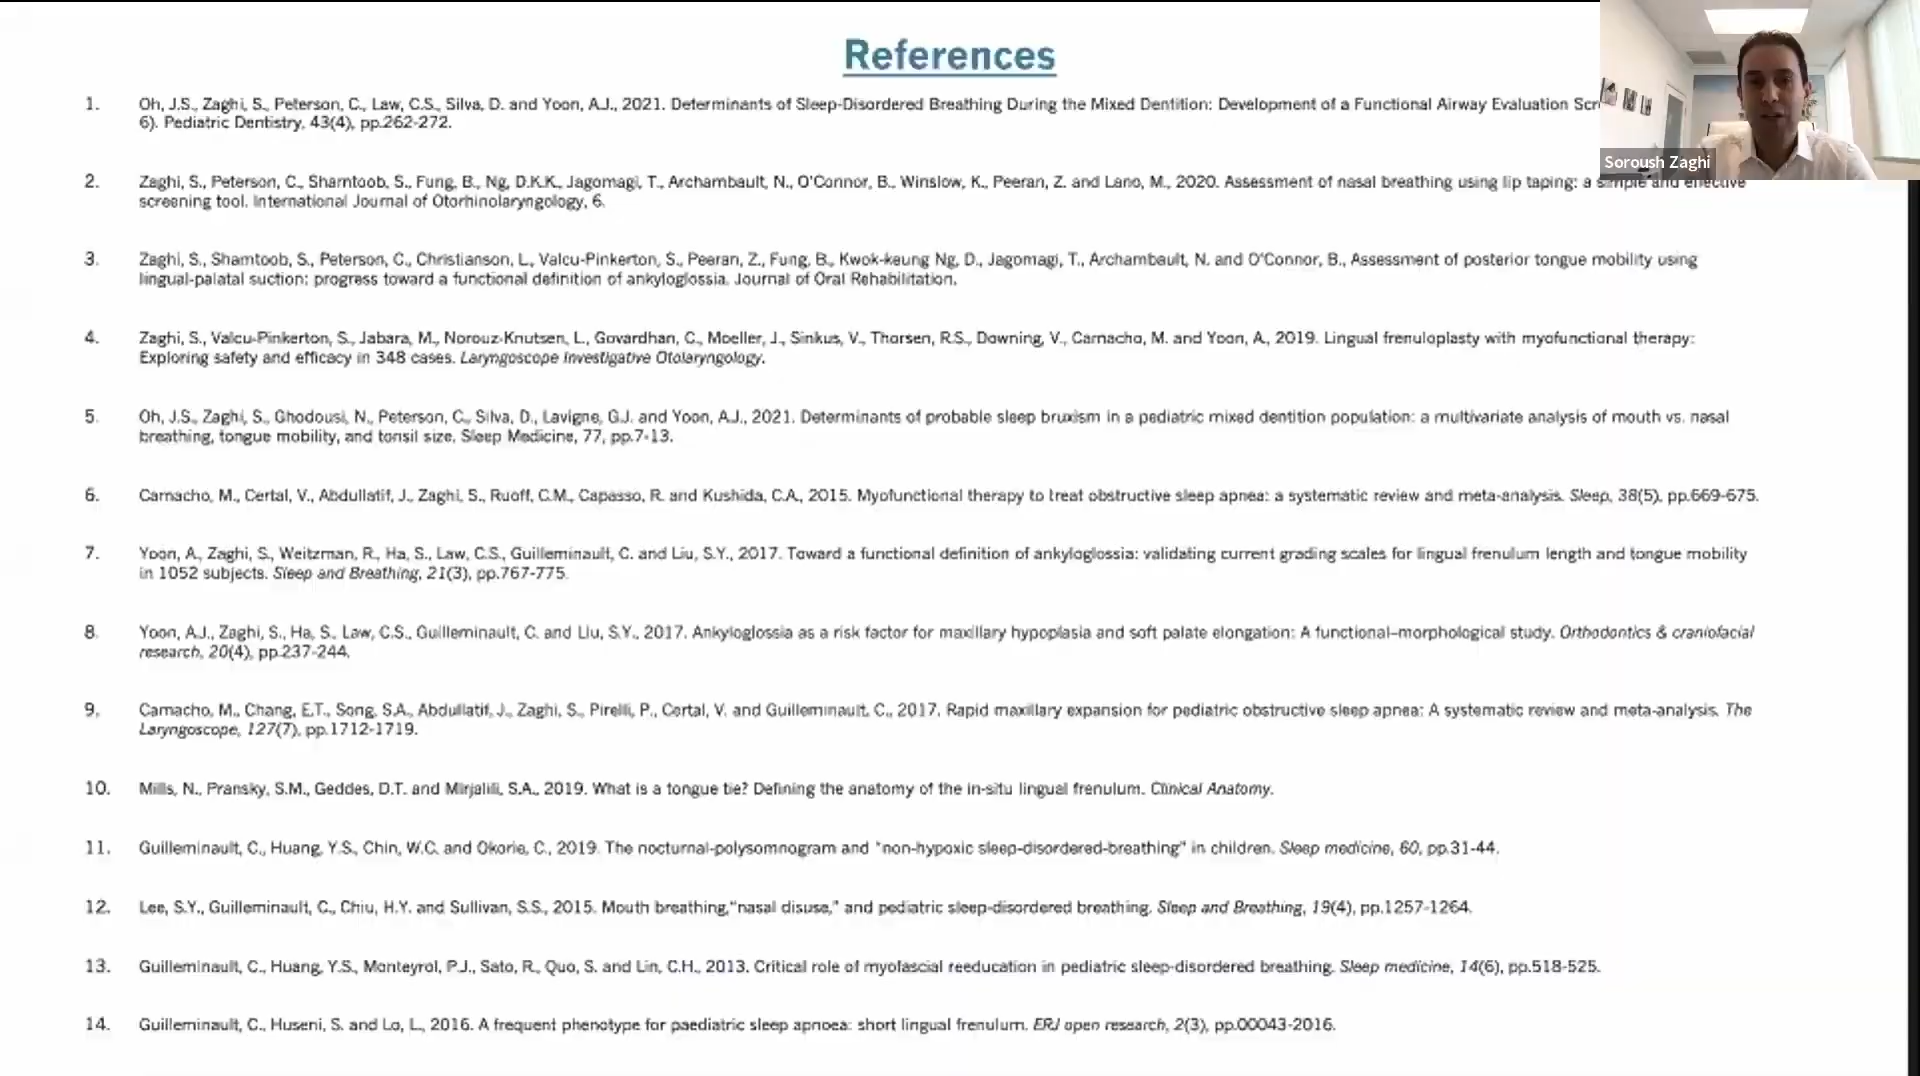 References
1. Oh, J.S., Zaghi, S., Peterson, C., Law, C.S., Silva, D. and Yoon, A.J., 2021. Determinants of Sleep-Disordered Breathing During the Mixed Dentition: Development of a Functional Airway Evaluation Scr
6). Pediatric Dentistry, 43(4), pp.262-272.
Soroush Zaghi
2. Zaghi, S., Peterson, C., Shamtoob, S., Fung, B., Ng, D.K.K., Jagomagi, T., Archambault, N., O'Connor, B., Winslow, K., Peeran, Z. and Lano, M., 2020. Assessment of nasal breathing using lip taping: a simple and effective
screening tool. International Journal of Otorhinolaryngology, 6.
3. Zaghi, S., Shamtoob, S., Peterson, C., Christianson, L., Valcu-Pinkerton, S., Peeran, Z., Fung, B., Kwok-keung Ng, D., Jagomagi, T., Archambault, N. and O'Connor, B., Assessment of posterior tongue mobility using
lingual-palatal suction: progress toward a functional definition of ankyloglossia. Journal of Oral Rehabilitation.
4. Zaghi, S., Valcu-Pinkerton, S., Jabara, M., Norouz-Knutsen, L., Govardhan, C., Moeller, J., Sinkus, V., Thorsen, R.S., Downing, V., Camacho, M. and Yoon, A., 2019. Lingual frenuloplasty with myofunctional therapy:
Exploring safety and efficacy in 348 cases. Laryngoscope Investigative Otolaryngology.
5. Oh, J.S., Zaghi, S., Ghodousi, N., Peterson, C., Silva, D., Lavigne, G.J. and Yoon, A.J., 2021. Determinants of probable sleep bruxism in a pediatric mixed dentition population: a multivariate analysis of mouth vs. nasal
breathing, tongue mobility, and tonsil size. Sleep Medicine, 77, pp.7-13.
6. Camacho, M., Certal, V., Abdullatif, J., Zaghi, S., Ruoff, C.M., Capasso, R. and Kushida, C.A., 2015. Myofunctional therapy to treat obstructive sleep apnea: a systematic review and meta-analysis. Sleep, 38(5), pp.669-675.
7. Yoon, A., Zaghi, S., Weitzman, R., Ha, S., Law, C.S., Guilleminault, C. and Liu, S.Y., 2017. Toward a functional definition of ankyloglossia: validating current grading scales for lingual frenulum length and tongue mobility
in 1052 subjects. Sleep and Breathing, 21(3), pp.767-775.
8. Yoon, A.J., Zaghi, S., Ha, S., Law, C.S., Guilleminault, C. and Liu, S.Y., 2017. Ankyloglossia as a risk factor for maxillary hypoplasia and soft palate elongation: A functional–morphological study. Orthodontics & craniofacial
research, 20(4), pp.237-244.
9. Camacho, M., Chang, E.T., Song, S.A., Abdullatif, J., Zaghi, S., Pirelli, P., Certal, V. and Guilleminault, C., 2017. Rapid maxillary expansion for pediatric obstructive sleep apnea: A systematic review and meta-analysis. The
Laryngoscope, 127(7), pp.1712-1719.
10. Mills, N., Pransky, S.M., Geddes, D.T. and Mirjalili, S.A., 2019. What is a tongue tie? Defining the anatomy of the in-situ lingual frenulum. Clinical Anatomy.
11. Guilleminault, C., Huang, Y.S., Chin, W.C. and Okorie, C., 2019. The nocturnal-polysomnogram and "non-hypoxic sleep-disordered-breathing" in children. Sleep medicine, 60, pp.31-44.
12. Lee, S.Y., Guilleminault, C., Chiu, H.Y. and Sullivan, S.S., 2015. Mouth breathing,"nasal disuse," and pediatric sleep-disordered breathing. Sleep and Breathing, 19(4), pp.1257-1264.
13. Guilleminault, C., Huang, Y.S., Monteyrol, P.J., Sato, R., Quo, S. and Lin, C.H., 2013. Critical role of myofascial reeducation in pediatric sleep-disordered breathing. Sleep medicine, 14(6), pp.518-525.
14. Guilleminault, C., Huseni, S. and Lo, L., 2016. A frequent phenotype for paediatric sleep apnoea: short lingual frenulum. ERJ open research, 2(3), pp.00043-2016.